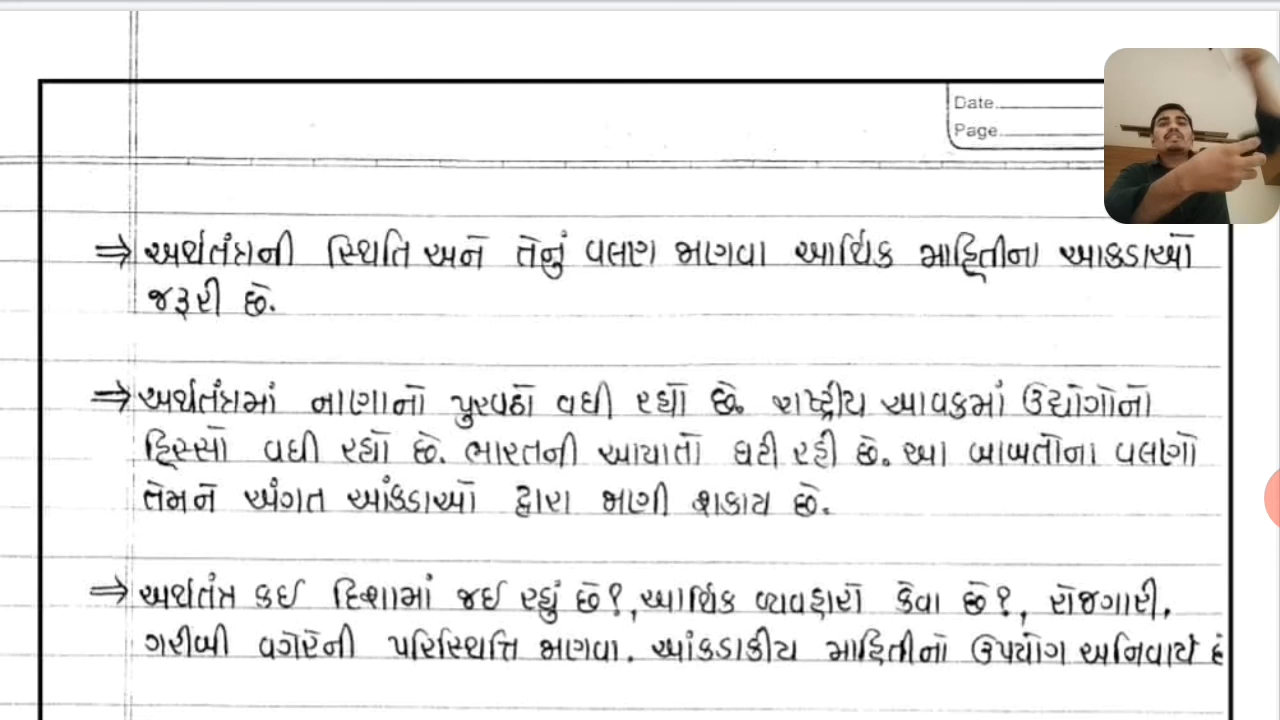 Date.
Page.
⇒ અર્થતંત્રની સ્થિતિ અને તેનું વલણ જાણવા આર્થિક માહિતીના આકડાઓ
જરૂરી છે.
⇒ અર્થતંત્રમાં નાણાનો પુરવઠો વધી રહ્યો છે. રાષ્ટ્રીય આવકમાં ઉદ્યોગોનો
હિસ્સો વધી રહ્યો છે. ભારતની આયાતો ઘટી રહી છે. આ બાબતોના વલણો
તેમને અંગત આંકડાઓ દ્વારા જાણી શકાય છે.
⇒ અર્થતંત્ર કઈ દિશામાં જઈ રહ્યું છે?, આર્થિક વ્યવહારો કેવા છે?, રોજગારી,
ગરીબી વગેરેની પરિસ્થિતિ જાણવા. આંકડાકીય માહિતીનો ઉપયોગ અનિવાર્ય